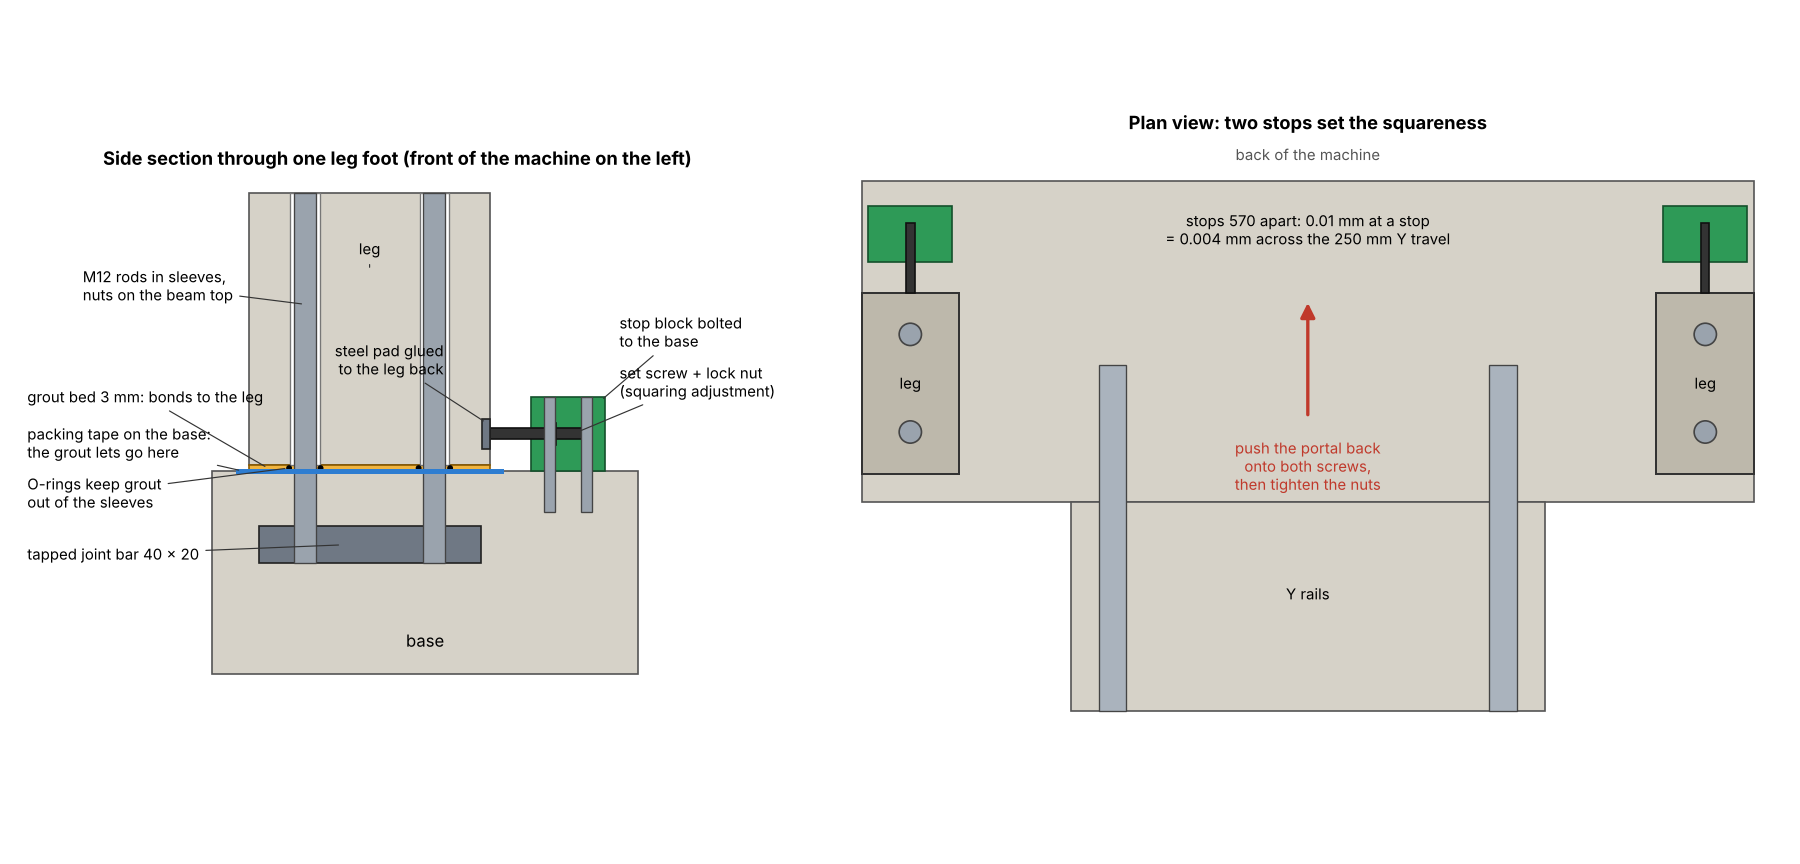 Side section through one leg foot (front of the machine on the left)
leg
M12 rods in sleeves,
nuts on the beam top
steel pad glued
to the leg back
stop block bolted
to the base
set screw + lock nut
(squaring adjustment)
grout bed 3 mm: bonds to the leg
packing tape on the base:
the grout lets go here
O-rings keep grout
out of the sleeves
tapped joint bar 40 × 20
base
Plan view: two stops set the squareness
back of the machine
stops 570 apart: 0.01 mm at a stop
= 0.004 mm across the 250 mm Y travel
leg
leg
push the portal back
onto both screws,
then tighten the nuts
Y rails